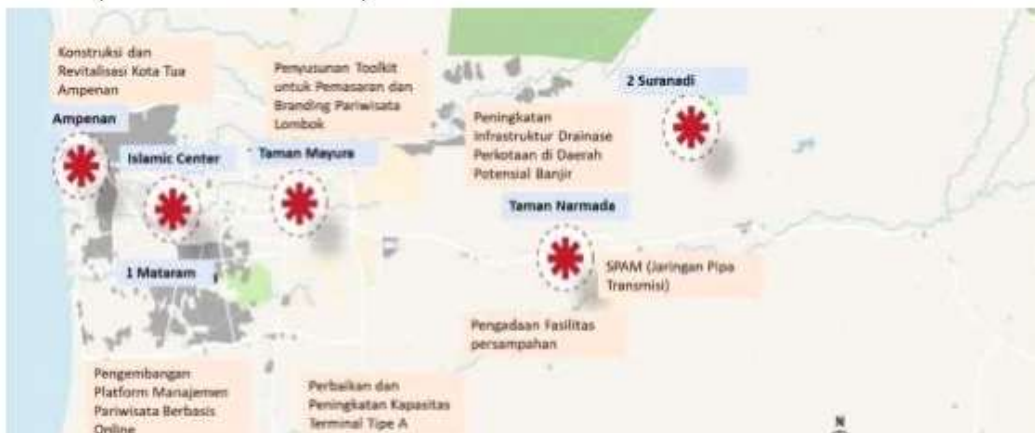 Konstruksi dan
Revitalisasi Kota Tua
Ampenan
Ampenan
Islamic Center
Penyusunan Toolkit
untuk Pemasaran dan
Branding Pariwisata
Lombok
Taman Mayura
1 Mataram
Peningkatan
Infrastruktur Drainase
Perkotaan di Daerah
Potensial Banjir
2 Suranadi
Taman Narmada
SPAM (Jaringan Pipa
Transmisi)
Pengadaan Fasilitas
persampahan
Pengembangan
Platform Manajemen
Pariwisata Berbasis
Online
Perbaikan dan
Peningkatan Kapasitas
Terminal Tipe A
N